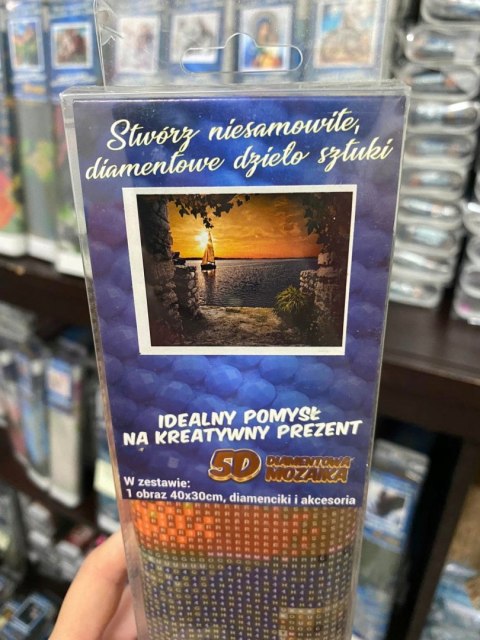 Stwórz niesamowite,
diamentowe dzieło sztuki
IDEALNY POMYSŁ
NA KREATYWNY PREZENT
5D DIAMENTOWA
MOZAIKA
W zestawie:
1 obraz 40x30cm, diamenciki i akcesoria